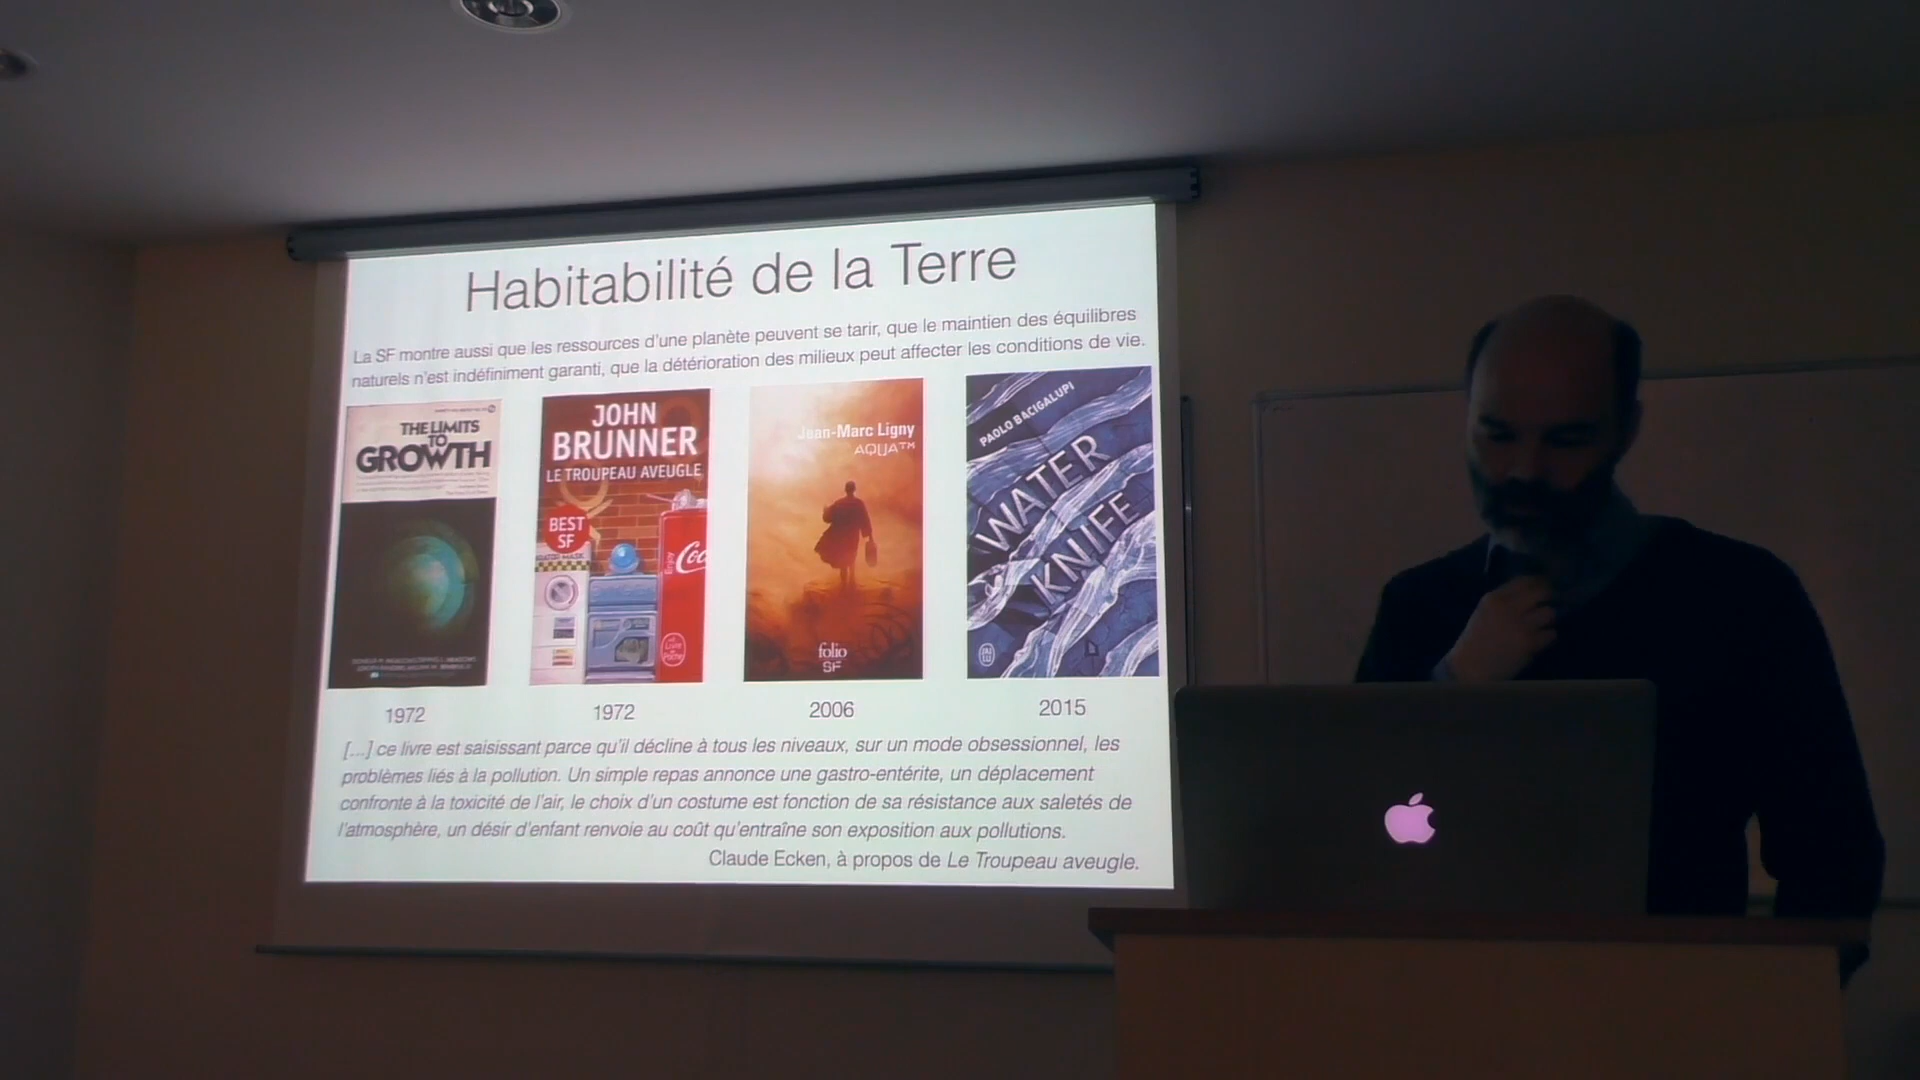 Habitabilité de la Terre
La SF montre aussi que les ressources d'une planète peuvent se tarir, que le maintien des équilibres
naturels n'est indéfiniment garanti, que la détérioration des milieux peut affecter les conditions de vie.
THE LIMITS
TO
GROWTH
JOHN
BRUNNER
LE TROUPEAU AVEUGLE
BEST
SF
Enjoy
Coc
Le Livre de Poche
Jean-Marc Ligny
AQUA™
folio
SF
PAOLO BACIGALUPI
WATER
KNIFE
1972
1972
2006
2015
[...] ce livre est saisissant parce qu'il décline à tous les niveaux, sur un mode obsessionnel, les
problèmes liés à la pollution. Un simple repas annonce une gastro-entérite, un déplacement
confronte à la toxicité de l'air, le choix d'un costume est fonction de sa résistance aux saletés de
l'atmosphère, un désir d'enfant renvoie au coût qu'entraîne son exposition aux pollutions.
Claude Ecken, à propos de Le Troupeau aveugle.